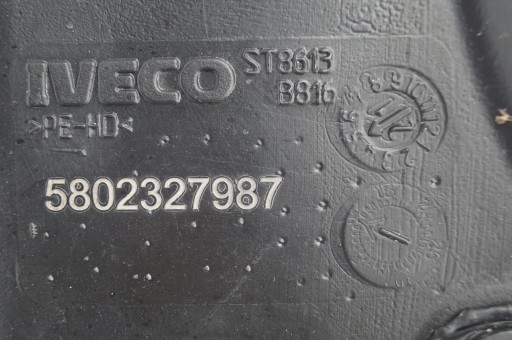 IVECO
ST8613
B816
>PE-HD<
5802327987